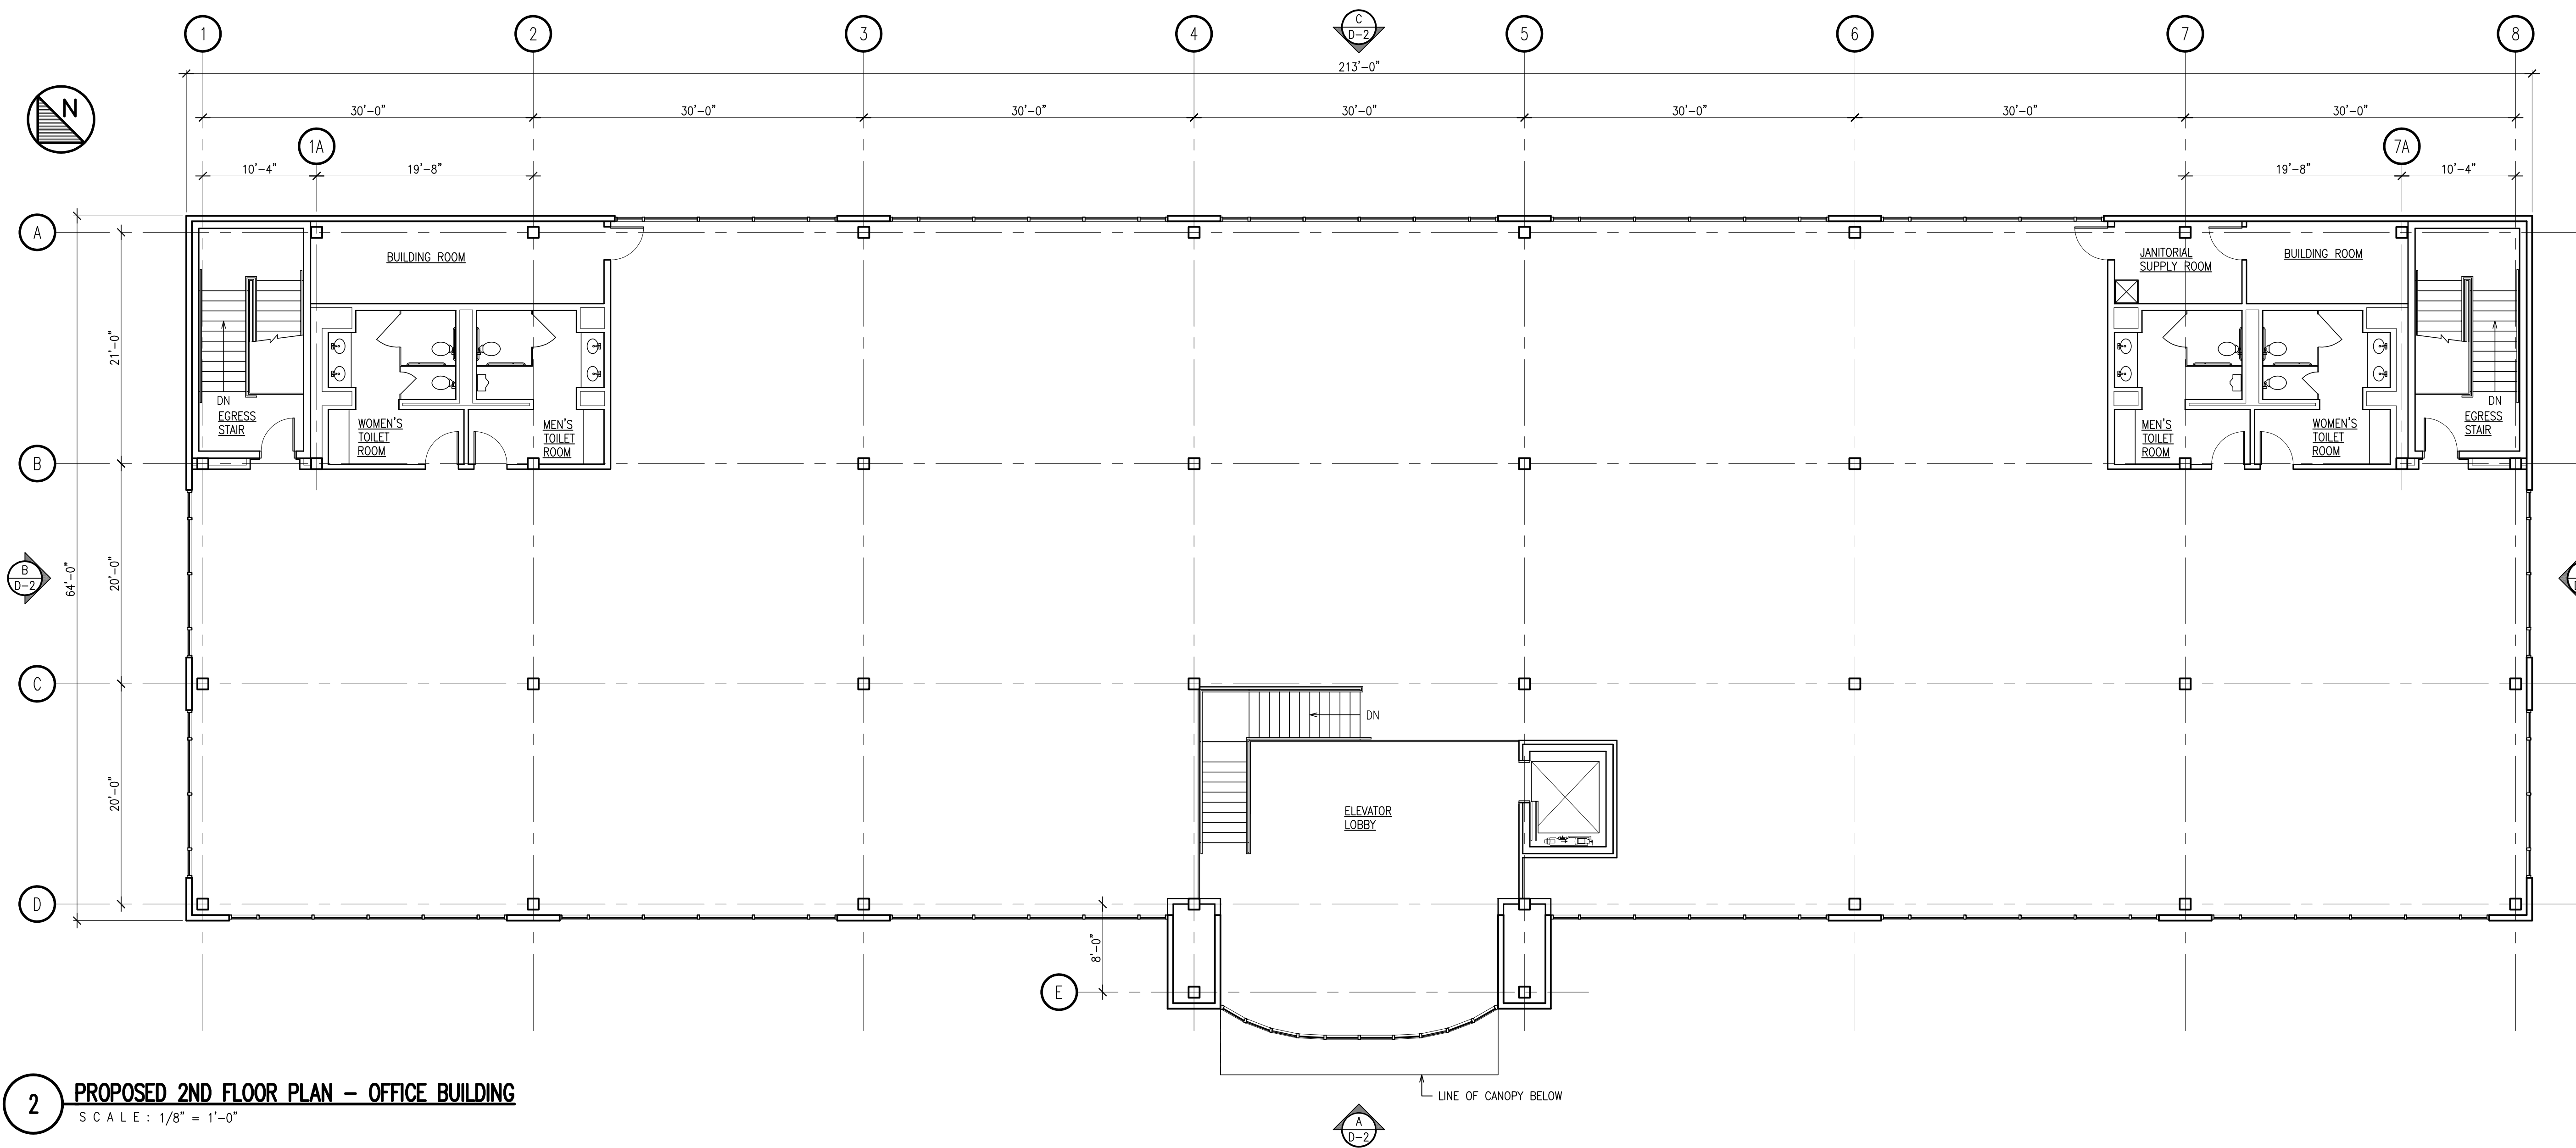 1
2
3
4
C
D-2
5
6
7
8
213'-0"
N
30'-0"
30'-0"
30'-0"
30'-0"
30'-0"
30'-0"
30'-0"
1A
7A
10'-4"
19'-8"
19'-8"
10'-4"
A
BUILDING ROOM
JANITORIAL
SUPPLY ROOM
BUILDING ROOM
21'-0"
DN
EGRESS
STAIR
WOMEN'S
TOILET
ROOM
MEN'S
TOILET
ROOM
MEN'S
TOILET
ROOM
WOMEN'S
TOILET
ROOM
DN
EGRESS
STAIR
B
B
D-2
64'-0"
20'-0"
C
DN
20'-0"
ELEVATOR
LOBBY
D
8'-0"
E
LINE OF CANOPY BELOW
A
D-2
2
PROPOSED 2ND FLOOR PLAN - OFFICE BUILDING
SCALE: 1/8" = 1'-0"